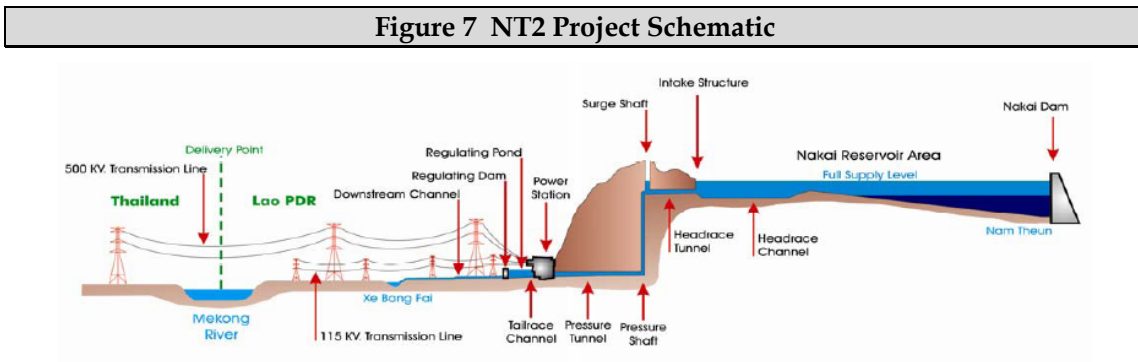 Figure 7 NT2 Project Schematic
Intake Structure
Surge Shaft
Nakai Dam
Delivery Point
Regulating Pond
Nakai Reservoir Area
500 KV. Transmission Line
Regulating Dam
Power
Station
Full Supply Level
Thailand
Lao PDR
Downstream Channel
Headrace
Tunnel
Headrace
Channel
Nam Theun
Xe Bang Fai
Mekong
River
115 KV. Transmission Line
Tailrace
Channel
Pressure
Tunnel
Pressure
Shaft